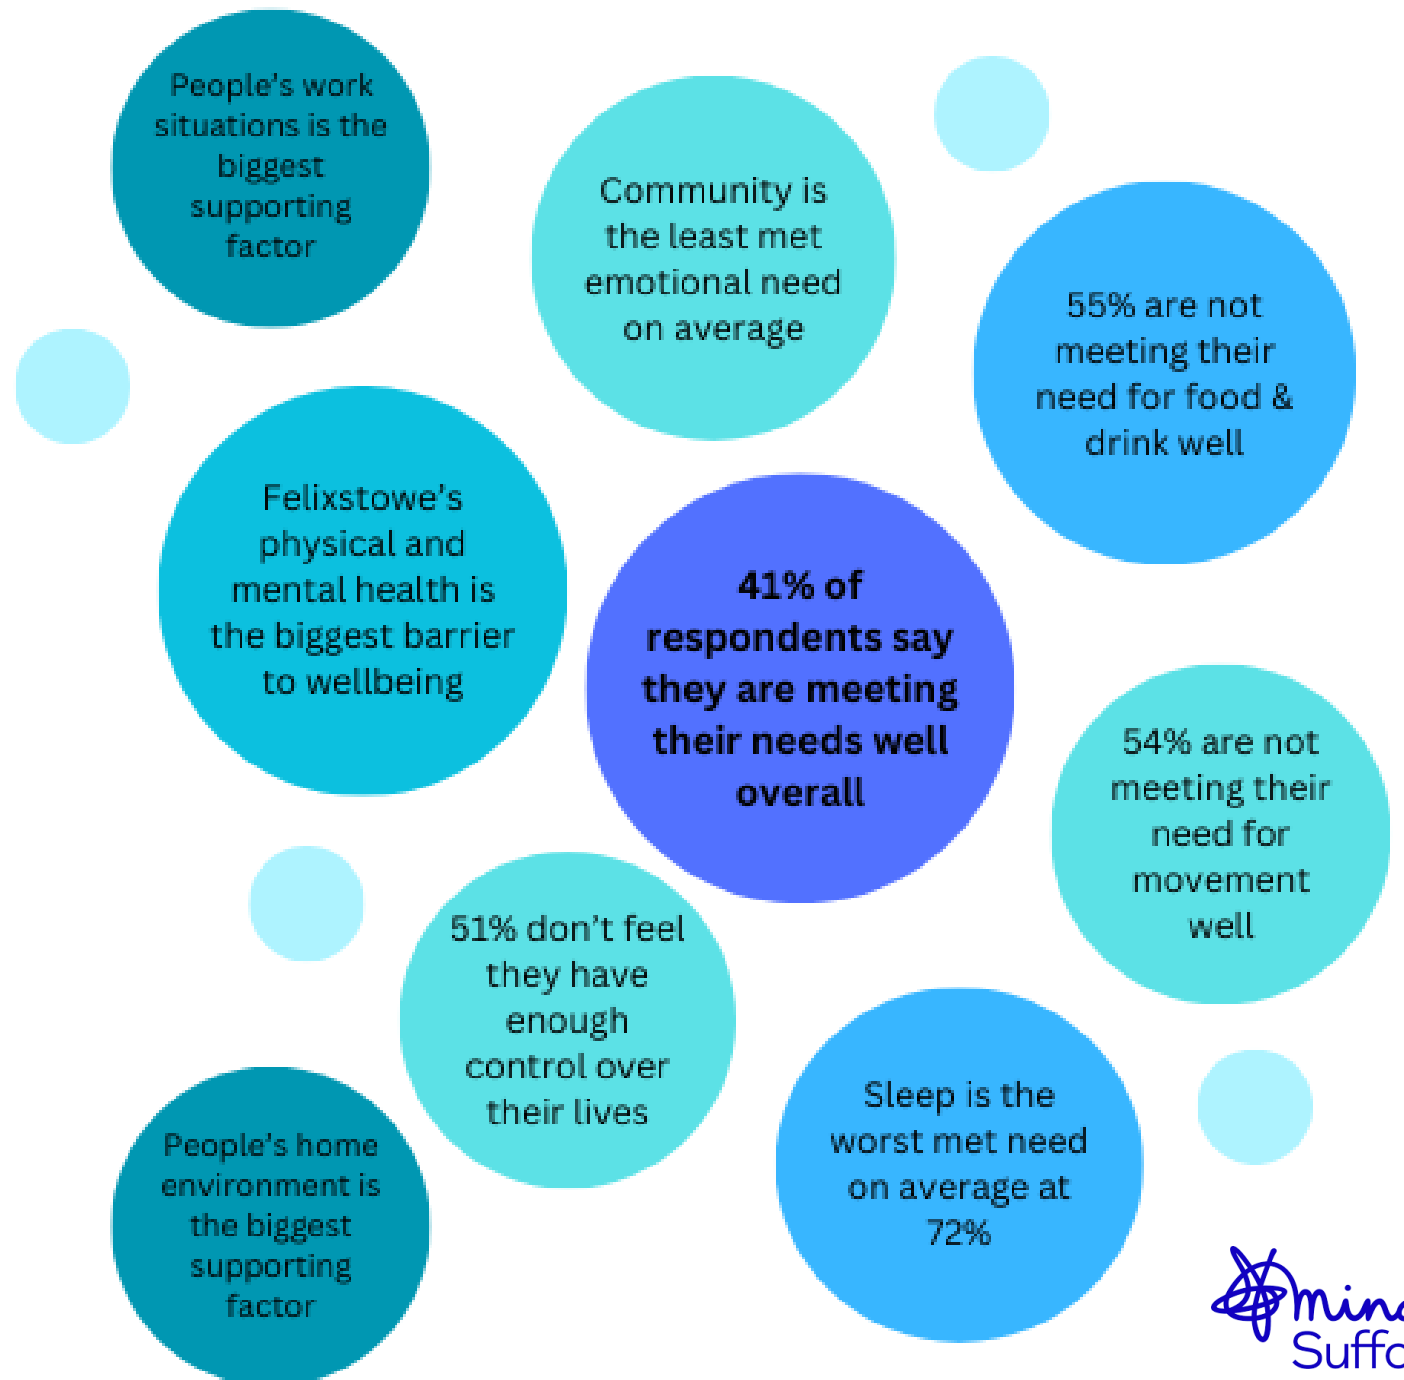 People's work
situations is the
biggest
supporting
factor
Community is
the least met
emotional need
on average
55% are not
meeting their
need for food &
drink well
Felixstowe's
physical and
mental health is
the biggest barrier
to wellbeing
41% of
respondents say
they are meeting
their needs well
overall
54% are not
meeting their
need for
movement
well
51% don't feel
they have
enough
control over
their lives
Sleep is the
worst met need
on average at
72%
People's home
environment is
the biggest
supporting
factor